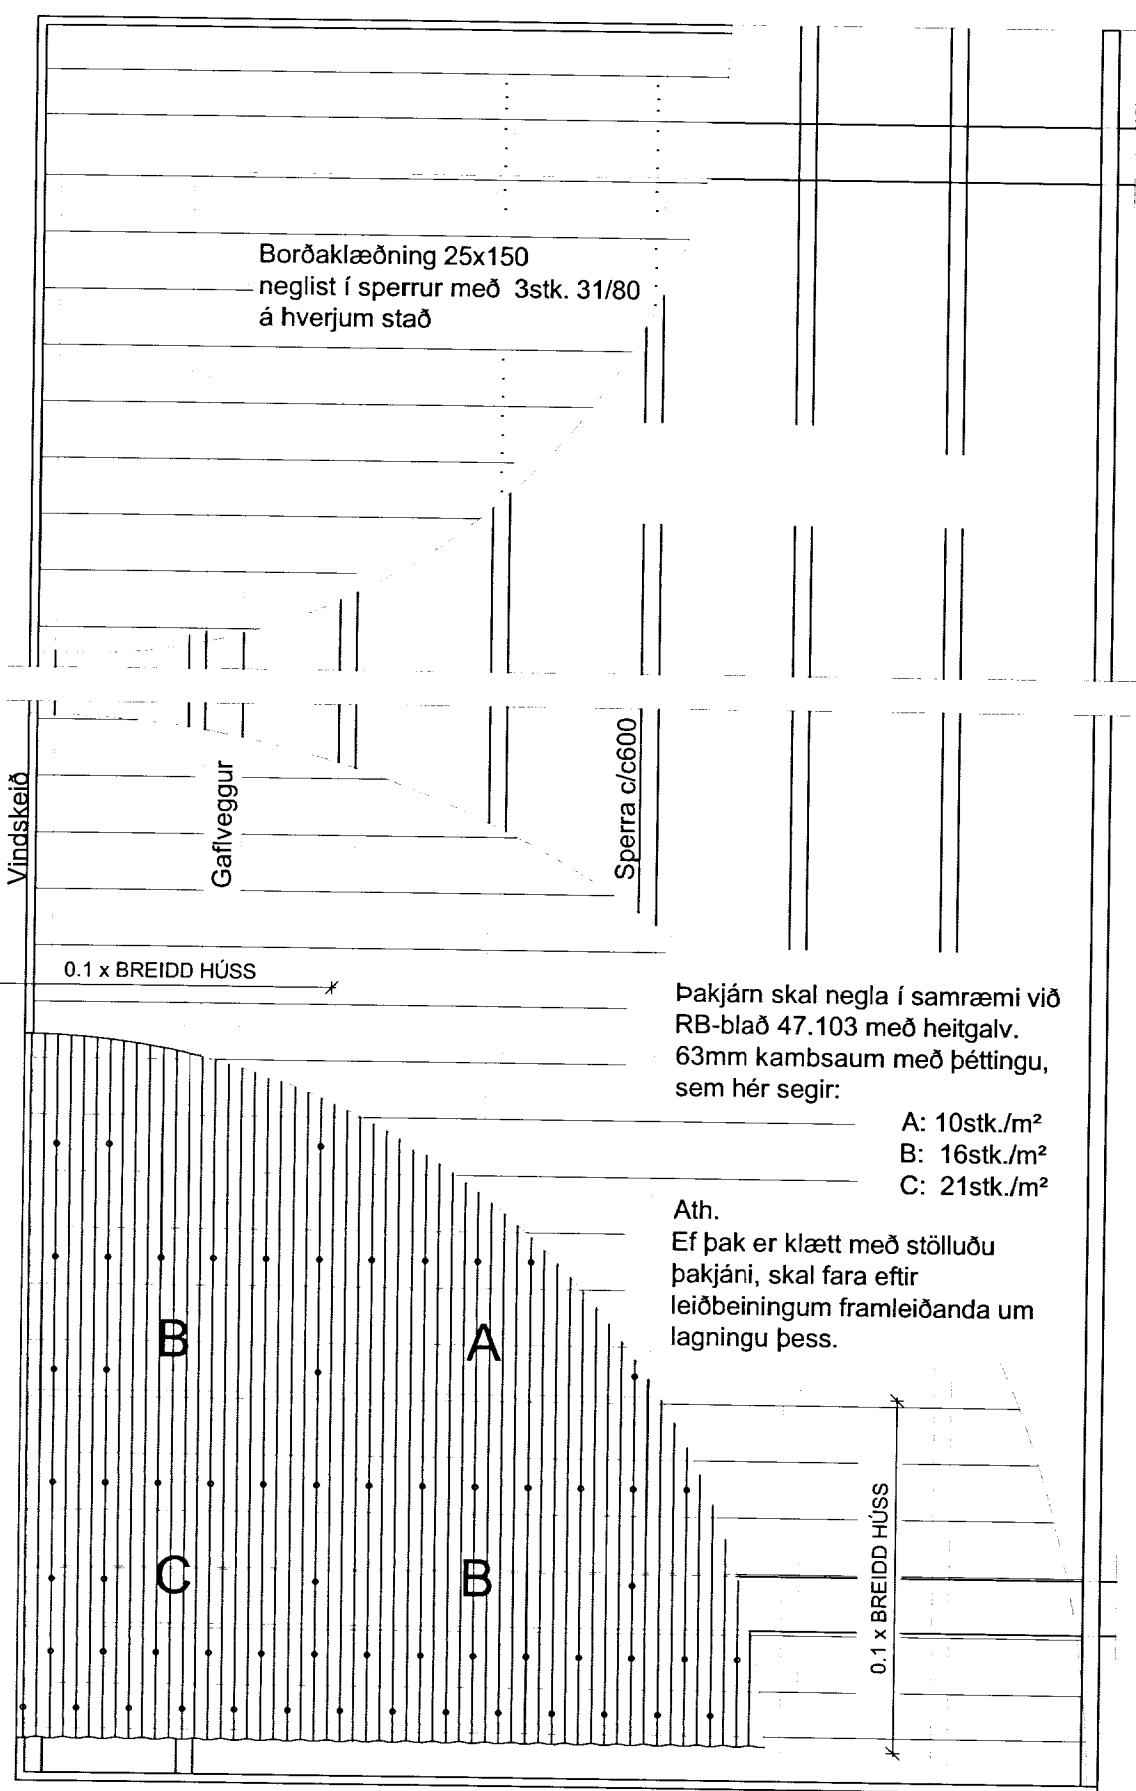 Borðaklæðning 25x150
neglist í sperrur með 3stk. 31/80
á hverjum stað
Vindskeið
Gaflveggur
Sperra c/c600
0.1 x BREIDD HÚSS
Þakjárn skal negla í samræmi við
RB-blað 47.103 með heitgalv.
63mm kambsaum með þéttingu,
sem hér segir:
A: 10stk./m²
B: 16stk./m²
C: 21stk./m²
Ath.
Ef þak er klætt með stölluðu
þakjáni, skal fara eftir
leiðbeiningum framleiðanda um
lagningu þess.
B
A
C
B
0.1 x BREIDD HÚSS